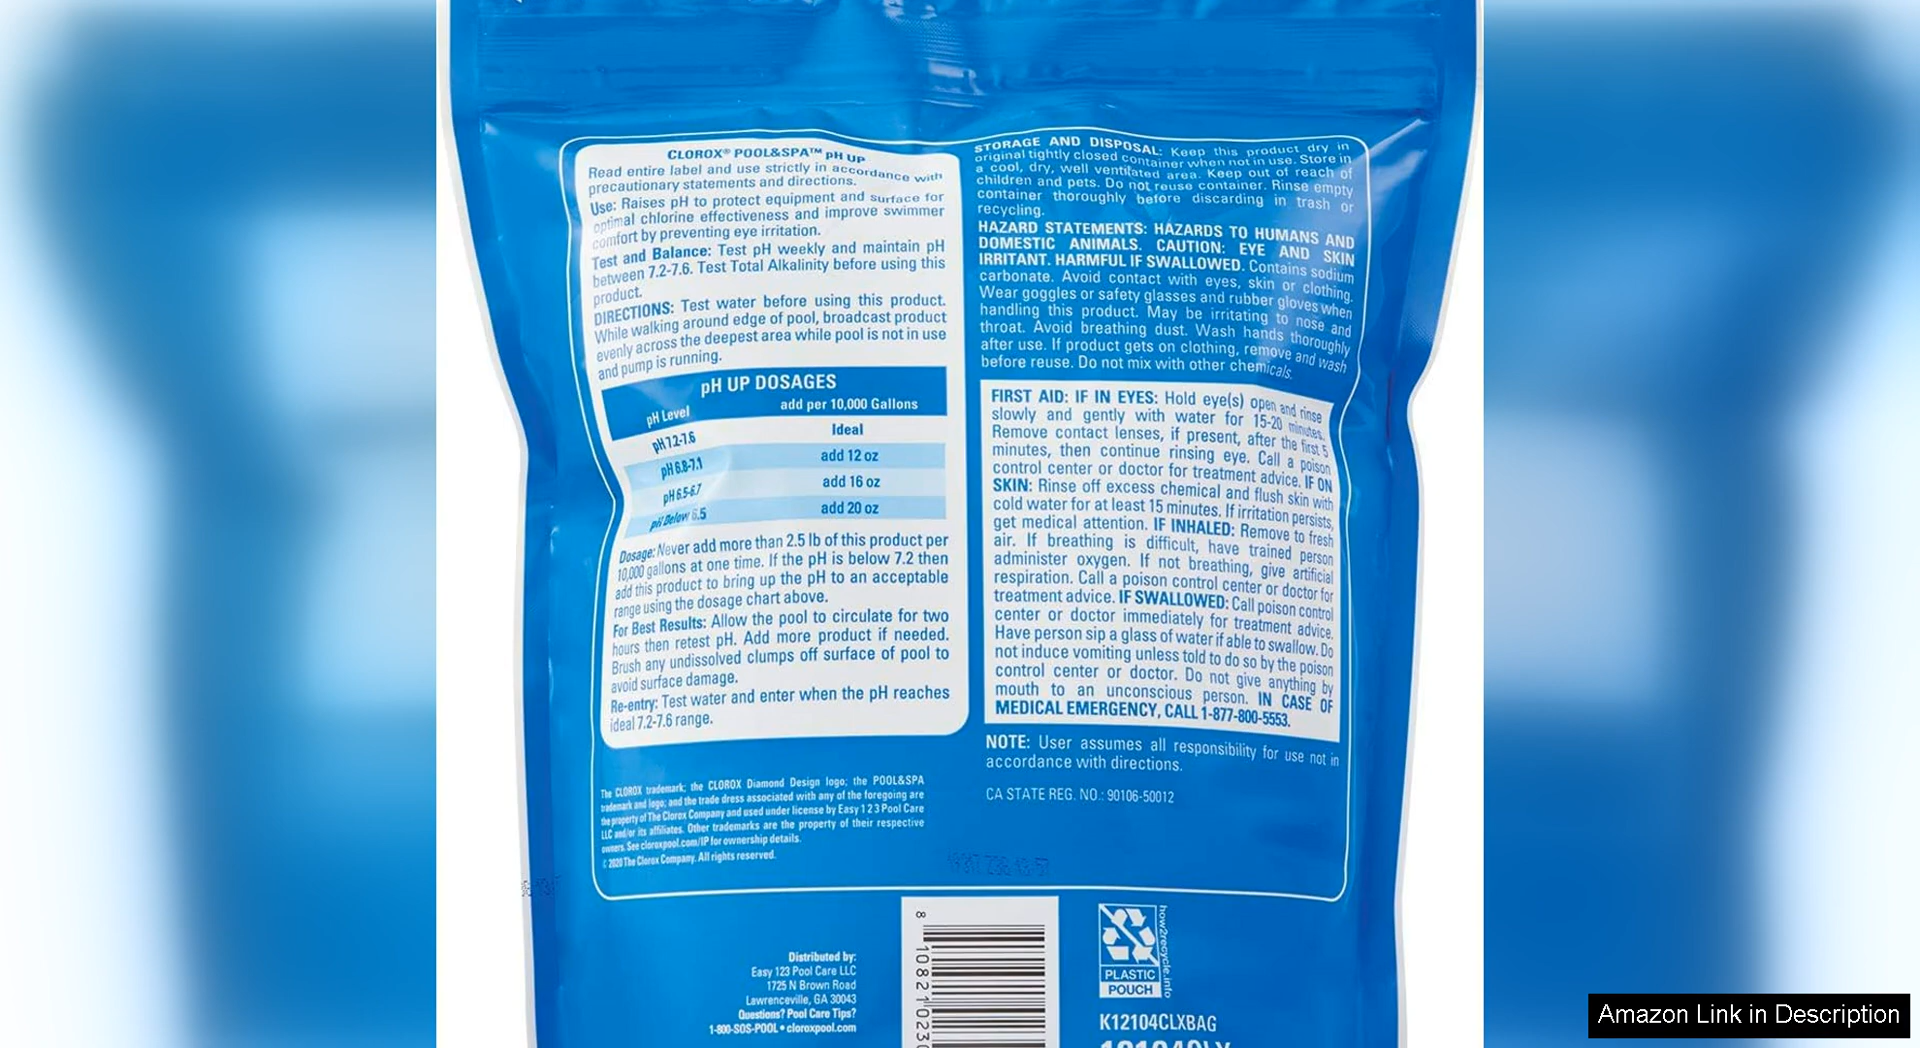 CLOROX® POOL&SPA™ pH UP
Read entire label and use strictly in accordance with
precautionary statements and directions.
Use: Raises pH to protect equipment and surface for
optimal chlorine effectiveness and improve swimmer
comfort by preventing eye irritation.
Test and Balance: Test pH weekly and maintain pH
between 7.2-7.6. Test Total Alkalinity before using this
product.
DIRECTIONS: Test water before using this product.
While walking around edge of pool, broadcast product
evenly across the deepest area while pool is not in use
and pump is running.
pH UP DOSAGES
pH Level add per 10,000 Gallons
pH 7.2-7.6 Ideal
pH 6.8-7.1 add 12 oz
pH 6.5-6.7 add 16 oz
pH Below 6.5 add 20 oz
Dosage: Never add more than 2.5 lb of this product per
10,000 gallons at one time. If the pH is below 7.2 then
add this product to bring up the pH to an acceptable
range using the dosage chart above.
For Best Results: Allow the pool to circulate for two
hours then retest pH. Add more product if needed.
Brush any undissolved clumps off surface of pool to
avoid surface damage.
Re-entry: Test water and enter when the pH reaches
ideal 7.2-7.6 range.
The CLOROX trademark; the CLOROX Diamond Design logo; the POOL&SPA
trademark and logo; and the trade dress associated with any of the foregoing are
the property of The Clorox Company and used under license by Easy 1 2 3 Pool Care
LLC and/or its affiliates. Other trademarks are the property of their respective
owners. See cloroxpool.com/IP for ownership details.
© 2020 The Clorox Company. All rights reserved.
STORAGE AND DISPOSAL: Keep this product dry in
original tightly closed container when not in use. Store in
a cool, dry, well ventilated area. Keep out of reach of
children and pets. Do not reuse container. Rinse empty
container thoroughly before discarding in trash or
recycling.
HAZARD STATEMENTS: HAZARDS TO HUMANS AND
DOMESTIC ANIMALS. CAUTION: EYE AND SKIN
IRRITANT. HARMFUL IF SWALLOWED. Contains sodium
carbonate. Avoid contact with eyes, skin or clothing.
Wear goggles or safety glasses and rubber gloves when
handling this product. May be irritating to nose and
throat. Avoid breathing dust. Wash hands thoroughly
after use. If product gets on clothing, remove and wash
before reuse. Do not mix with other chemicals.
FIRST AID: IF IN EYES: Hold eye(s) open and rinse
slowly and gently with water for 15-20 minutes.
Remove contact lenses, if present, after the first 5
minutes, then continue rinsing eye. Call a poison
control center or doctor for treatment advice. IF ON
SKIN: Rinse off excess chemical and flush skin with
cold water for at least 15 minutes. If irritation persists,
get medical attention. IF INHALED: Remove to fresh
air. If breathing is difficult, have trained person
administer oxygen. If not breathing, give artificial
respiration. Call a poison control center or doctor for
treatment advice. IF SWALLOWED: Call poison control
center or doctor immediately for treatment advice.
Have person sip a glass of water if able to swallow. Do
not induce vomiting unless told to do so by the poison
control center or doctor. Do not give anything by
mouth to an unconscious person. IN CASE OF
MEDICAL EMERGENCY, CALL 1-877-800-5553.
NOTE: User assumes all responsibility for use not in
accordance with directions.
CA STATE REG. NO.: 90106-50012
Distributed by:
Easy 123 Pool Care LLC
1725 N Brown Road
Lawrenceville, GA 30043
Questions? Pool Care Tips?
1-800-SOS-POOL • cloroxpool.com
8 10821 0230
how2recycle.info
PLASTIC
POUCH
K12104CLXBAG
Amazon Link in Description